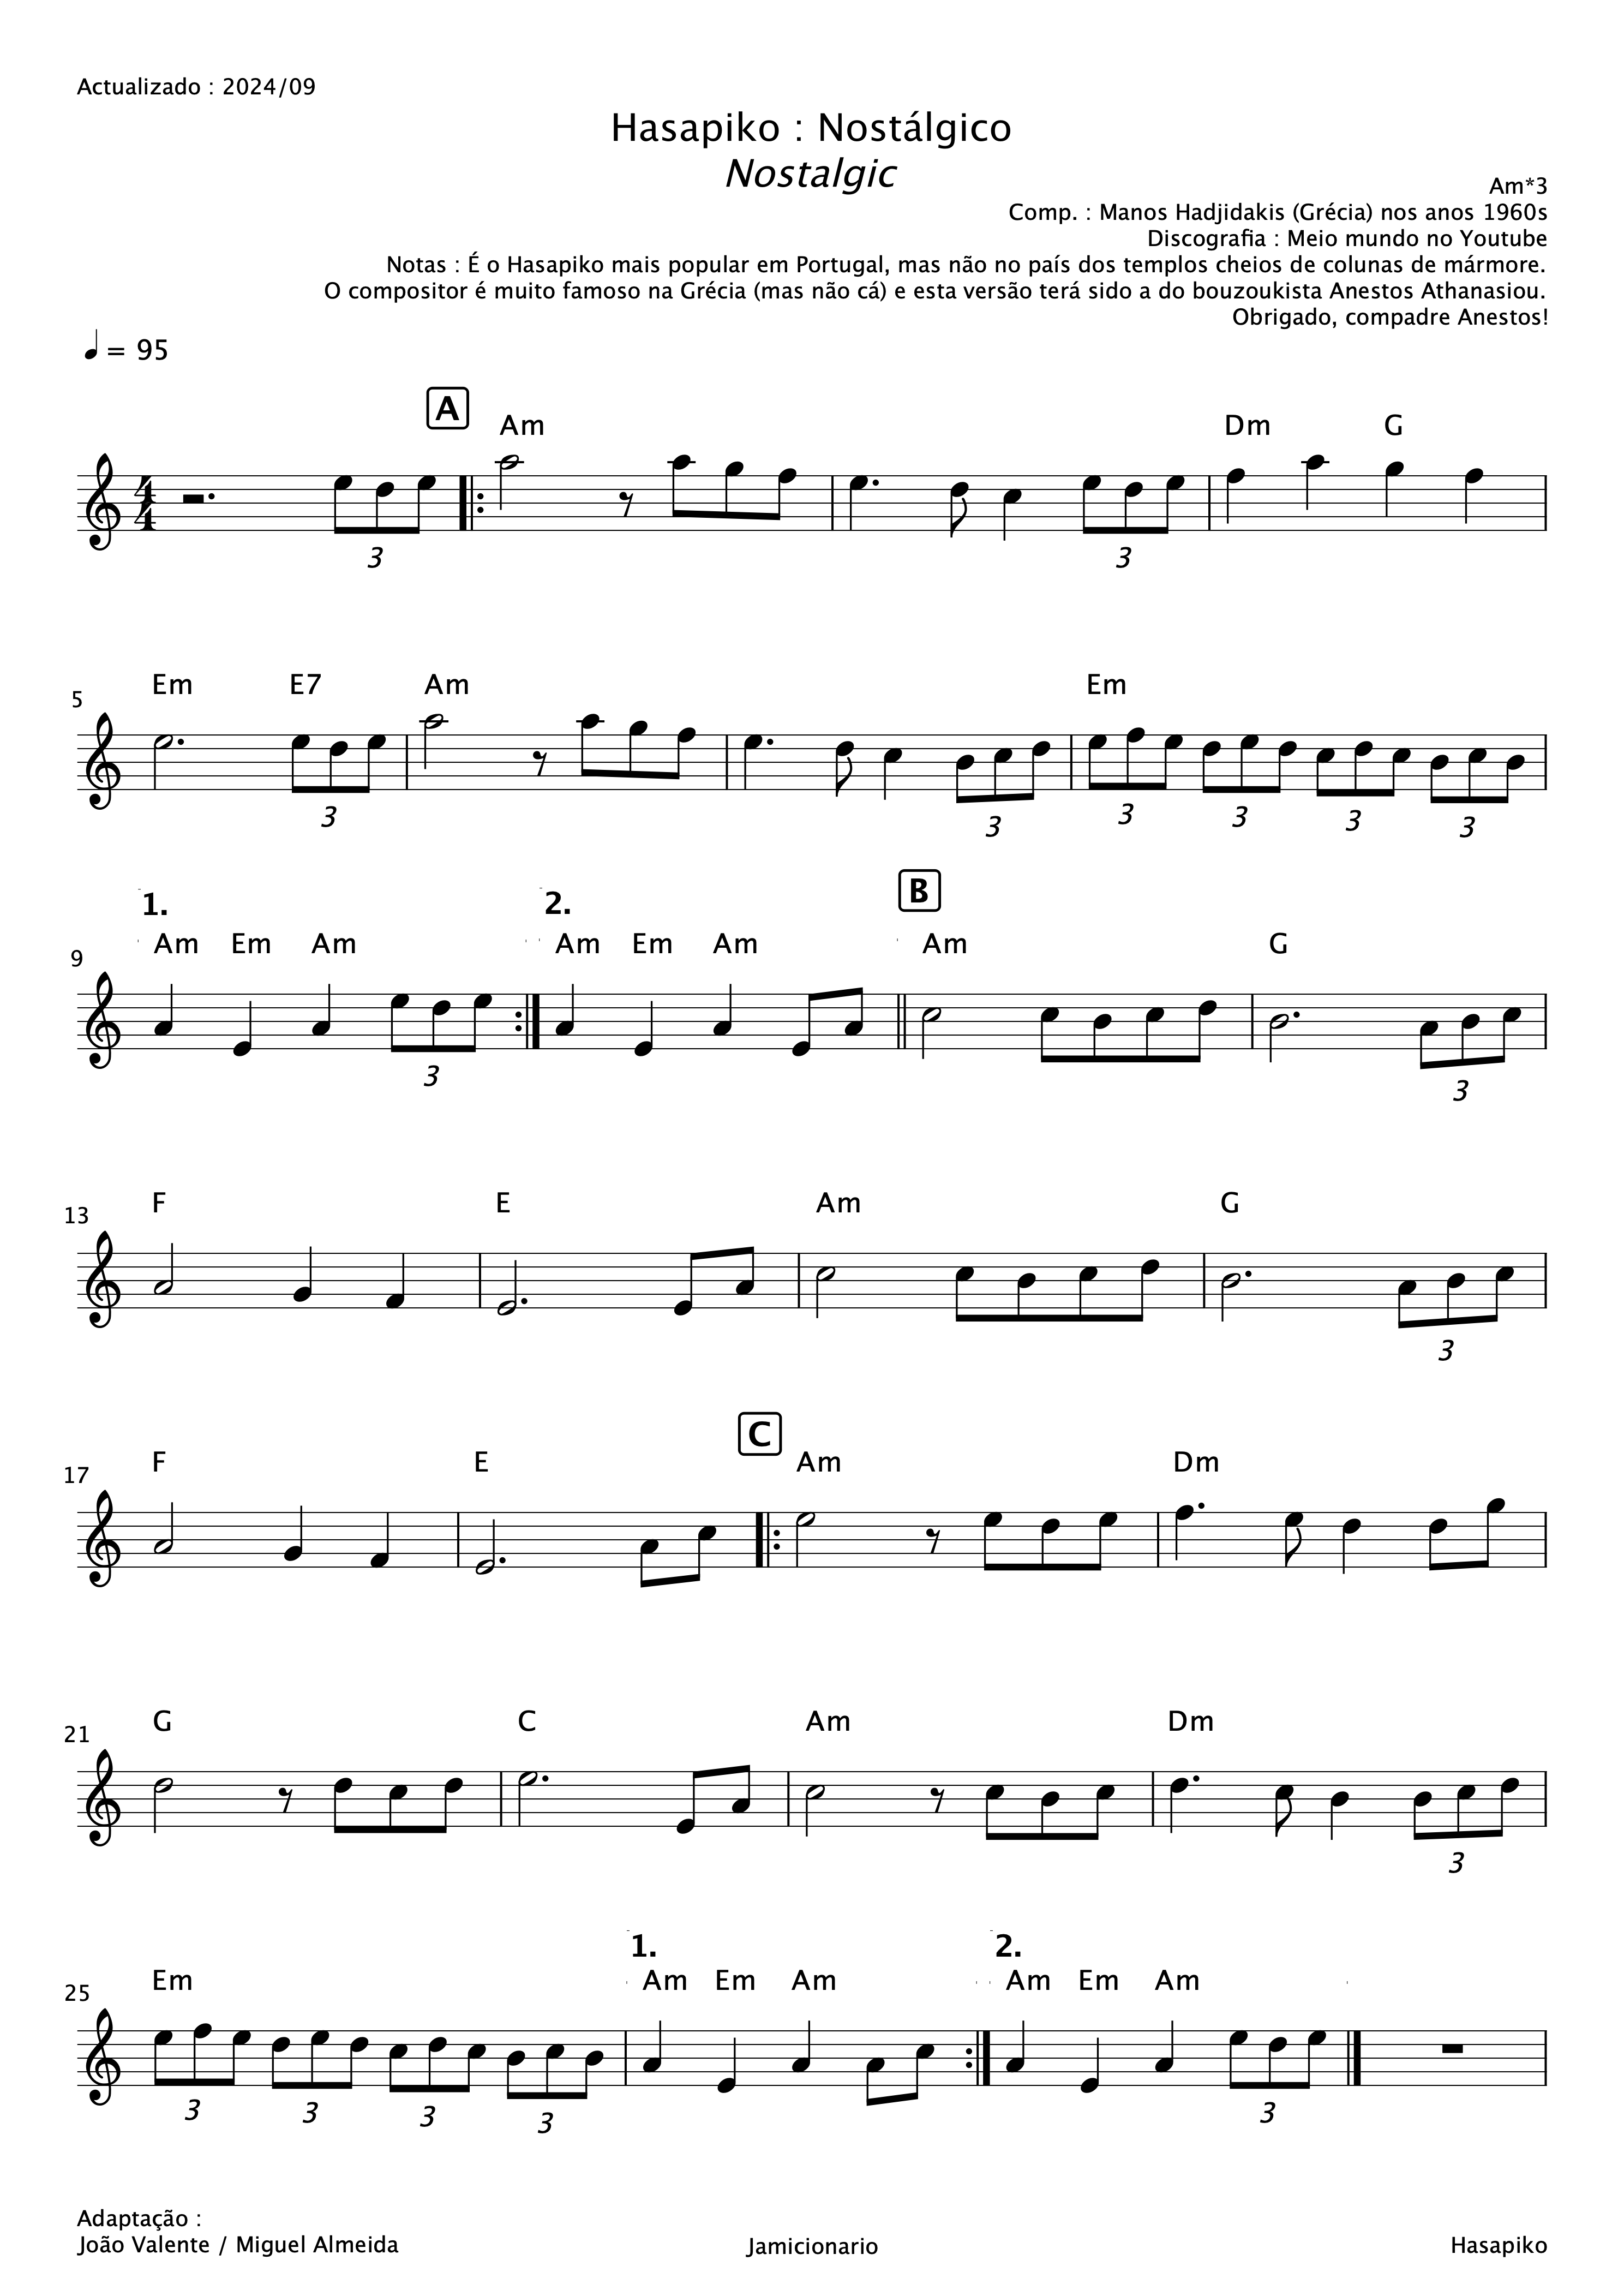 Actualizado : 2024/09
Hasapiko : Nostálgico
Nostalgic
Am*3
Comp. : Manos Hadjidakis (Grécia) nos anos 1960s
Discografia : Meio mundo no Youtube
Notas : É o Hasapiko mais popular em Portugal, mas não no país dos templos cheios de colunas de mármore.
O compositor é muito famoso na Grécia (mas não cá) e esta versão terá sido a do bouzoukista Anestos Athanasiou.
Obrigado, compadre Anestos!
= 95
A
Am Dm G
4
4
3 3
Em E7 Am Em
5
3 3 3 3 3 3
1. 2. B
Am Em Am Am Em Am Am G
9
3 3
F E Am G
13
3
C
F E Am Dm
17
G C Am Dm
21
3
1. 2.
Em Am Em Am Am Em Am
25
3 3 3 3 3
Adaptação :
João Valente / Miguel Almeida Jamicionario Hasapiko